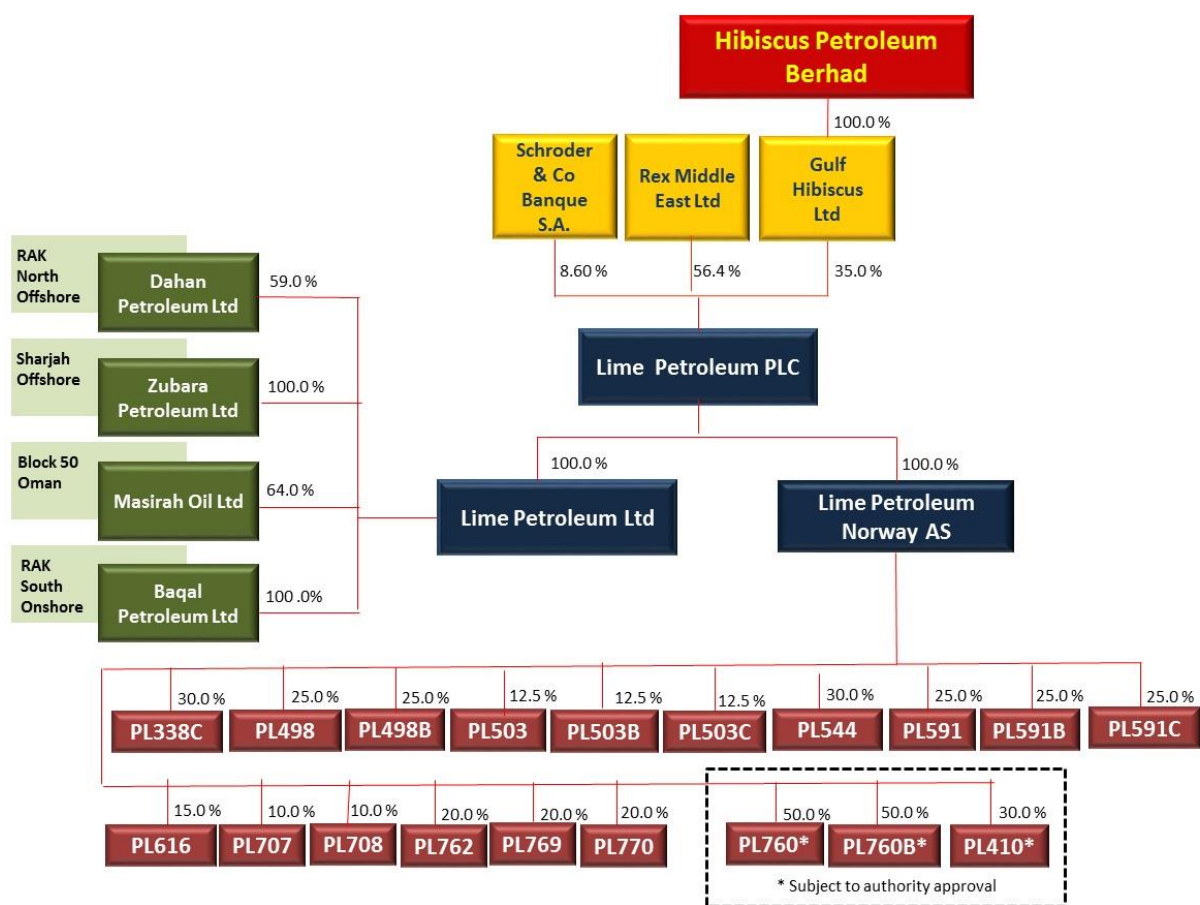 Hibiscus Petroleum
Berhad
100.0 %
Schroder
& Co
Banque
S.A.
Rex Middle
East Ltd
Gulf
Hibiscus
Ltd
8.60 %
56.4 %
35.0 %
RAK
North
Offshore
Dahan
Petroleum Ltd
59.0 %
Sharjah
Offshore
Zubara
Petroleum Ltd
100.0 %
Block 50
Oman
Masirah Oil Ltd
64.0 %
RAK
South
Onshore
Baqal
Petroleum Ltd
100 .0%
Lime Petroleum PLC
100.0 %
100.0 %
Lime Petroleum Ltd
Lime Petroleum
Norway AS
30.0 %
25.0 %
25.0 %
12.5 %
12.5 %
12.5 %
30.0 %
25.0 %
25.0 %
25.0 %
PL338C
PL498
PL498B
PL503
PL503B
PL503C
PL544
PL591
PL591B
PL591C
15.0 %
10.0 %
10.0 %
20.0 %
20.0 %
20.0 %
50.0 %
50.0 %
30.0 %
PL616
PL707
PL708
PL762
PL769
PL770
PL760*
PL760B*
PL410*
* Subject to authority approval